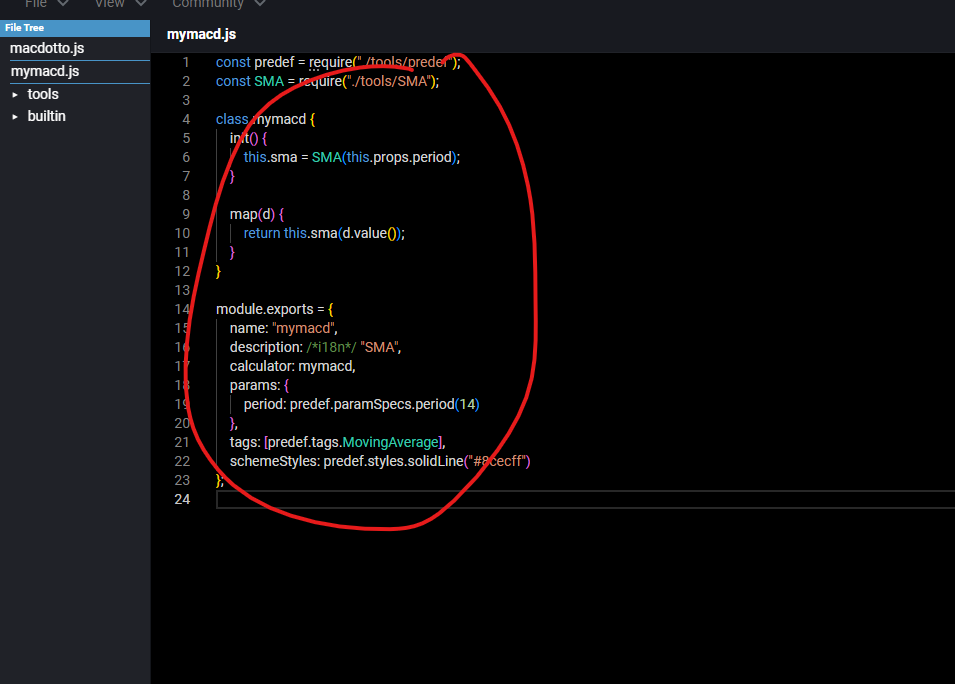 File View Community
File Tree
macdotto.js
mymacd.js
tools
builtin
mymacd.js
1 const predef = require("./tools/predef");
2 const SMA = require("./tools/SMA");
3
4 class mymacd {
5 init() {
6 this.sma = SMA(this.props.period);
7 }
8
9 map(d) {
10 return this.sma(d.value());
11 }
12 }
13
14 module.exports = {
15 name: "mymacd",
16 description: /*i18n*/ "SMA",
17 calculator: mymacd,
18 params: {
19 period: predef.paramSpecs.period(14)
20 },
21 tags: [predef.tags.MovingAverage],
22 schemeStyles: predef.styles.solidLine("#8cecff")
23 };
24